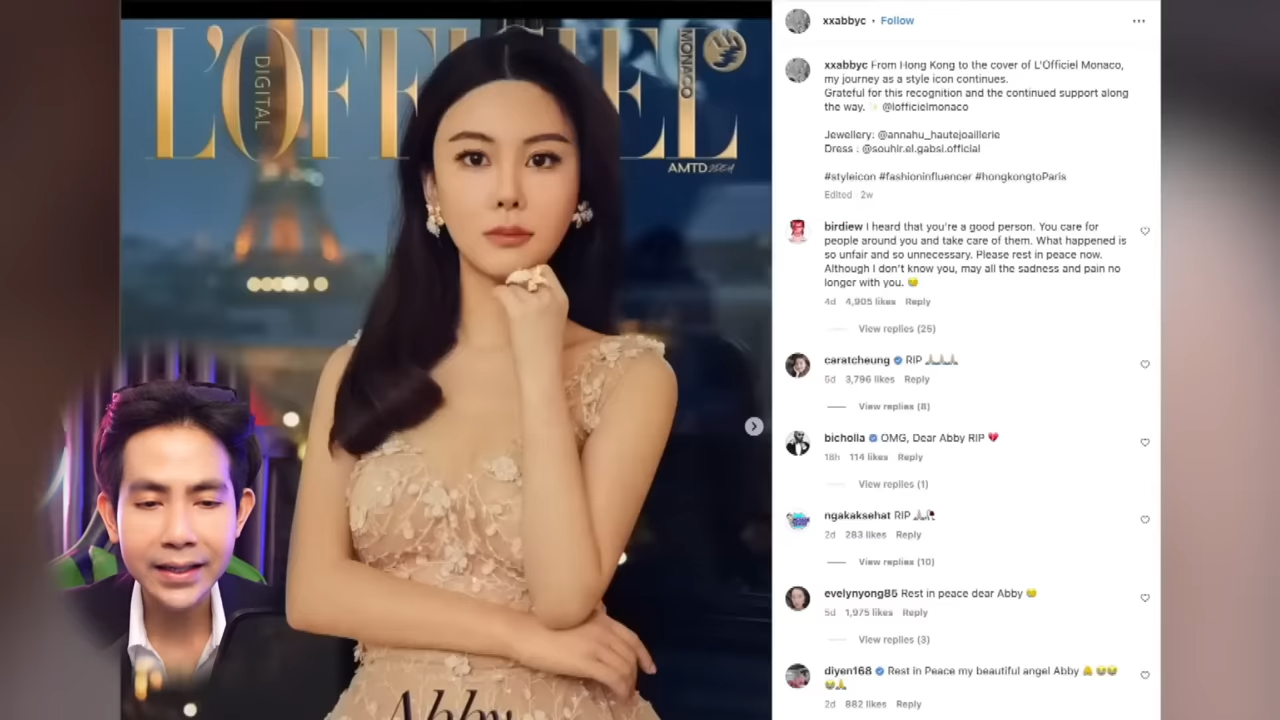 L'OFFICIEL
DIGITAL
MONACO
AMTD 2024
Abby
xxabbyc • Follow
xxabbyc From Hong Kong to the cover of L'Officiel Monaco,
my journey as a style icon continues.
Grateful for this recognition and the continued support along
the way. ✨ @lofficielmonaco
Jewellery: @annahu_hautejoaillerie
Dress : @souhir.el.gabsi.official
#styleicon #fashioninfluencer #hongkongtoParis
Edited 2w
birdiew I heard that you're a good person. You care for
people around you and take care of them. What happened is
so unfair and so unnecessary. Please rest in peace now.
Although I don't know you, may all the sadness and pain no
longer with you. 😢
4d 4,905 likes Reply
View replies (25)
caratcheung RIP 🙏🏻🙏🏻🙏🏻
5d 3,796 likes Reply
View replies (8)
bicholla OMG, Dear Abby RIP 💔
18h 114 likes Reply
View replies (1)
ngakaksehat RIP 🙏🏻🥀
2d 283 likes Reply
View replies (10)
evelynyong85 Rest in peace dear Abby 😢
5d 1,975 likes Reply
View replies (3)
diyen168 Rest in Peace my beautiful angel Abby 🙏 😭😭
😭🙏
2d 882 likes Reply